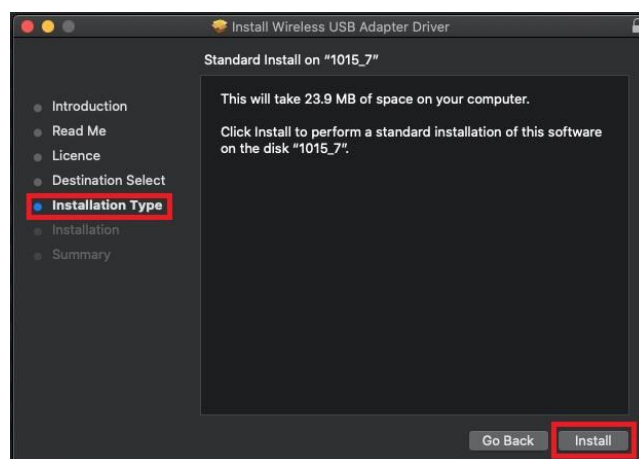 Install Wireless USB Adapter Driver
Standard Install on “1015_7”
Introduction
Read Me
Licence
Destination Select
Installation Type
Installation
Summary
This will take 23.9 MB of space on your computer.
Click Install to perform a standard installation of this software
on the disk “1015_7”.
Go Back
Install